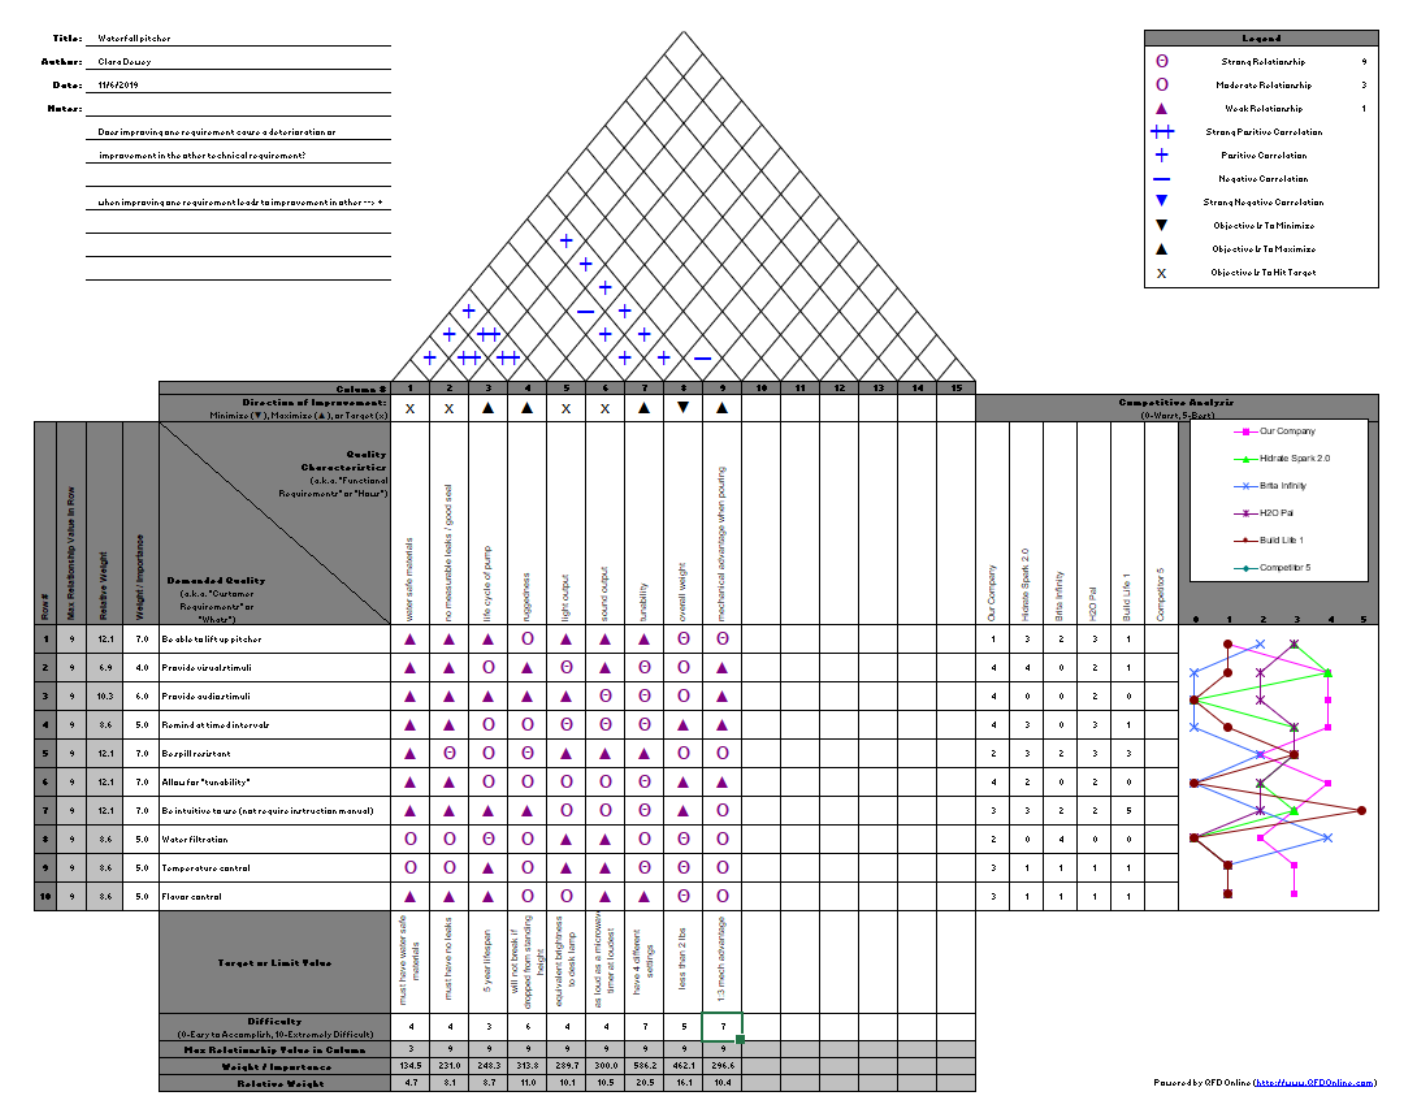 Title: Waterfall pitcher
Author: Clara Dewey
Date: 11/6/2019
Notes:
Does improving one requirement cause a deterioration or
improvement in the other technical requirement?
when improving one requirement leads to improvement in other --> +
Legend
Θ Strong Relationship 9
Ο Moderate Relationship 3
▲ Weak Relationship 1
++ Strong Positive Correlation
+ Positive Correlation
— Negative Correlation
▼ Strong Negative Correlation
▼ Objective Is To Minimize
▲ Objective Is To Maximize
x Objective Is To Hit Target
Column # 1 2 3 4 5 6 7 8 9 10 11 12 13 14 15
Direction of Improvement:
Minimize (▼), Maximize (▲), or Target (x)
x x ▲ ▲ x x ▲ ▼ ▲
Competitive Analysis
(0-Worst, 5-Best)
Row #
Max Relationship Value in Row
Relative Weight
Weight / Importance
Quality
Characteristics
(a.k.a. "Functional
Requirements" or "Hows")
Demanded Quality
(a.k.a. "Customer
Requirements" or
"Whats")
water safe materials
no measurable leaks / good seal
life cycle of pump
ruggedness
light output
sound output
tunability
overall weight
mechanical advantage when pouring
Our Company
Hidrate Spark 2.0
Brita Infinity
H2O Pal
Build Life 1
Competitor 5
Our Company
Hidrate Spark 2.0
Brita Infinity
H2O Pal
Build Life 1
Competitor 5
0 1 2 3 4 5
1 9 12.1 7.0 Be able to lift up pitcher ▲ ▲ ▲ Ο ▲ ▲ ▲ Θ Θ 1 3 2 3 1
2 9 6.9 4.0 Provide visual stimuli ▲ ▲ Ο ▲ Θ ▲ Θ Ο ▲ 4 4 0 2 1
3 9 10.3 6.0 Provide audio stimuli ▲ ▲ ▲ ▲ ▲ Θ Θ Ο ▲ 4 0 0 2 0
4 9 8.6 5.0 Remind at timed intervals ▲ ▲ Ο Ο Θ Θ Θ ▲ ▲ 4 3 0 3 1
5 9 12.1 7.0 Be spill resistant ▲ Θ Ο Θ ▲ ▲ ▲ Ο Ο 2 3 2 3 3
6 9 12.1 7.0 Allow for "tunability" ▲ ▲ Ο Ο Ο Ο Θ ▲ ▲ 4 2 0 2 0
7 9 12.1 7.0 Be intuitive to use (not require instruction manual) ▲ ▲ ▲ ▲ Ο Ο Θ ▲ Ο 3 3 2 2 5
8 9 8.6 5.0 Water filtration Ο Ο Θ Ο ▲ ▲ Ο Θ Ο 2 0 4 0 0
9 9 8.6 5.0 Temperature control Ο Ο ▲ Ο ▲ ▲ Θ Θ Ο 3 1 1 1 1
10 9 8.6 5.0 Flavor control ▲ ▲ ▲ Ο Ο ▲ ▲ Θ Ο 3 1 1 1 1
Target or Limit Value
must have water safe materials
must have no leaks
5 year lifespan
will not break if dropped from standing height
equivalent brightness to desk lamp
as loud as a microwave timer at loudest
have 4 different settings
less than 2 lbs
1:3 mech advantage
Difficulty
(0-Easy to Accomplish, 10-Extremely Difficult)
4 4 3 6 4 4 7 5 7
Max Relationship Value in Column 3 9 9 9 9 9 9 9 9
Weight / Importance 134.5 231.0 248.3 313.8 289.7 300.0 586.2 462.1 296.6
Relative Weight 4.7 8.1 8.7 11.0 10.1 10.5 20.5 16.1 10.4
Powered by QFD Online (http://www.QFDOnline.com)